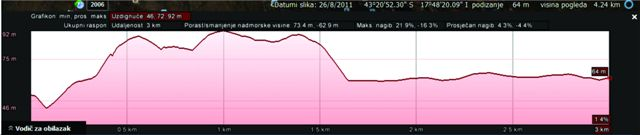 2006 Datumi slika: 26/8/2011 43°20'52.30" S 17°48'20.09" I podizanje 64 m visina pogleda 4.24 km
Grafikon min, pros. maks Uzdignuće 46, 72 92 m
Ukupni raspon: Udaljenost: 3 km Porast/smanjenje nadmorske visine: 73.4 m, -62.9 m Maks. nagib: 21.9%, -16.3% Prosječan nagib: 4.3%, -4.4%
92 m
75 m
64 m
46 m
1.4%
Vodič za obilazak
0.5 km 1 km 1.5 km 2 km 2.5 km 3 km